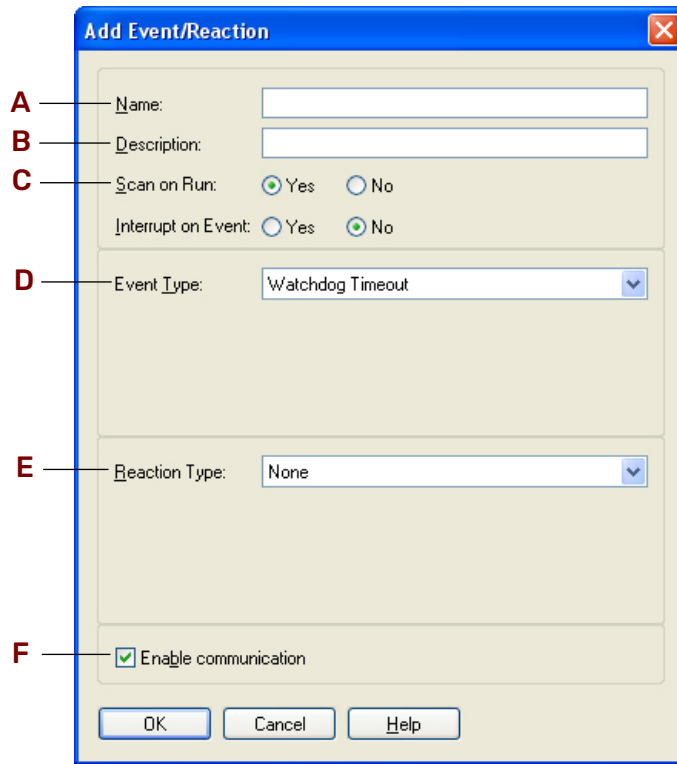 Add Event/Reaction
A Name:
B Description:
C Scan on Run: Yes No
Interrupt on Event: Yes No
D Event Type: Watchdog Timeout
E Reaction Type: None
F Enable communication
OK Cancel Help